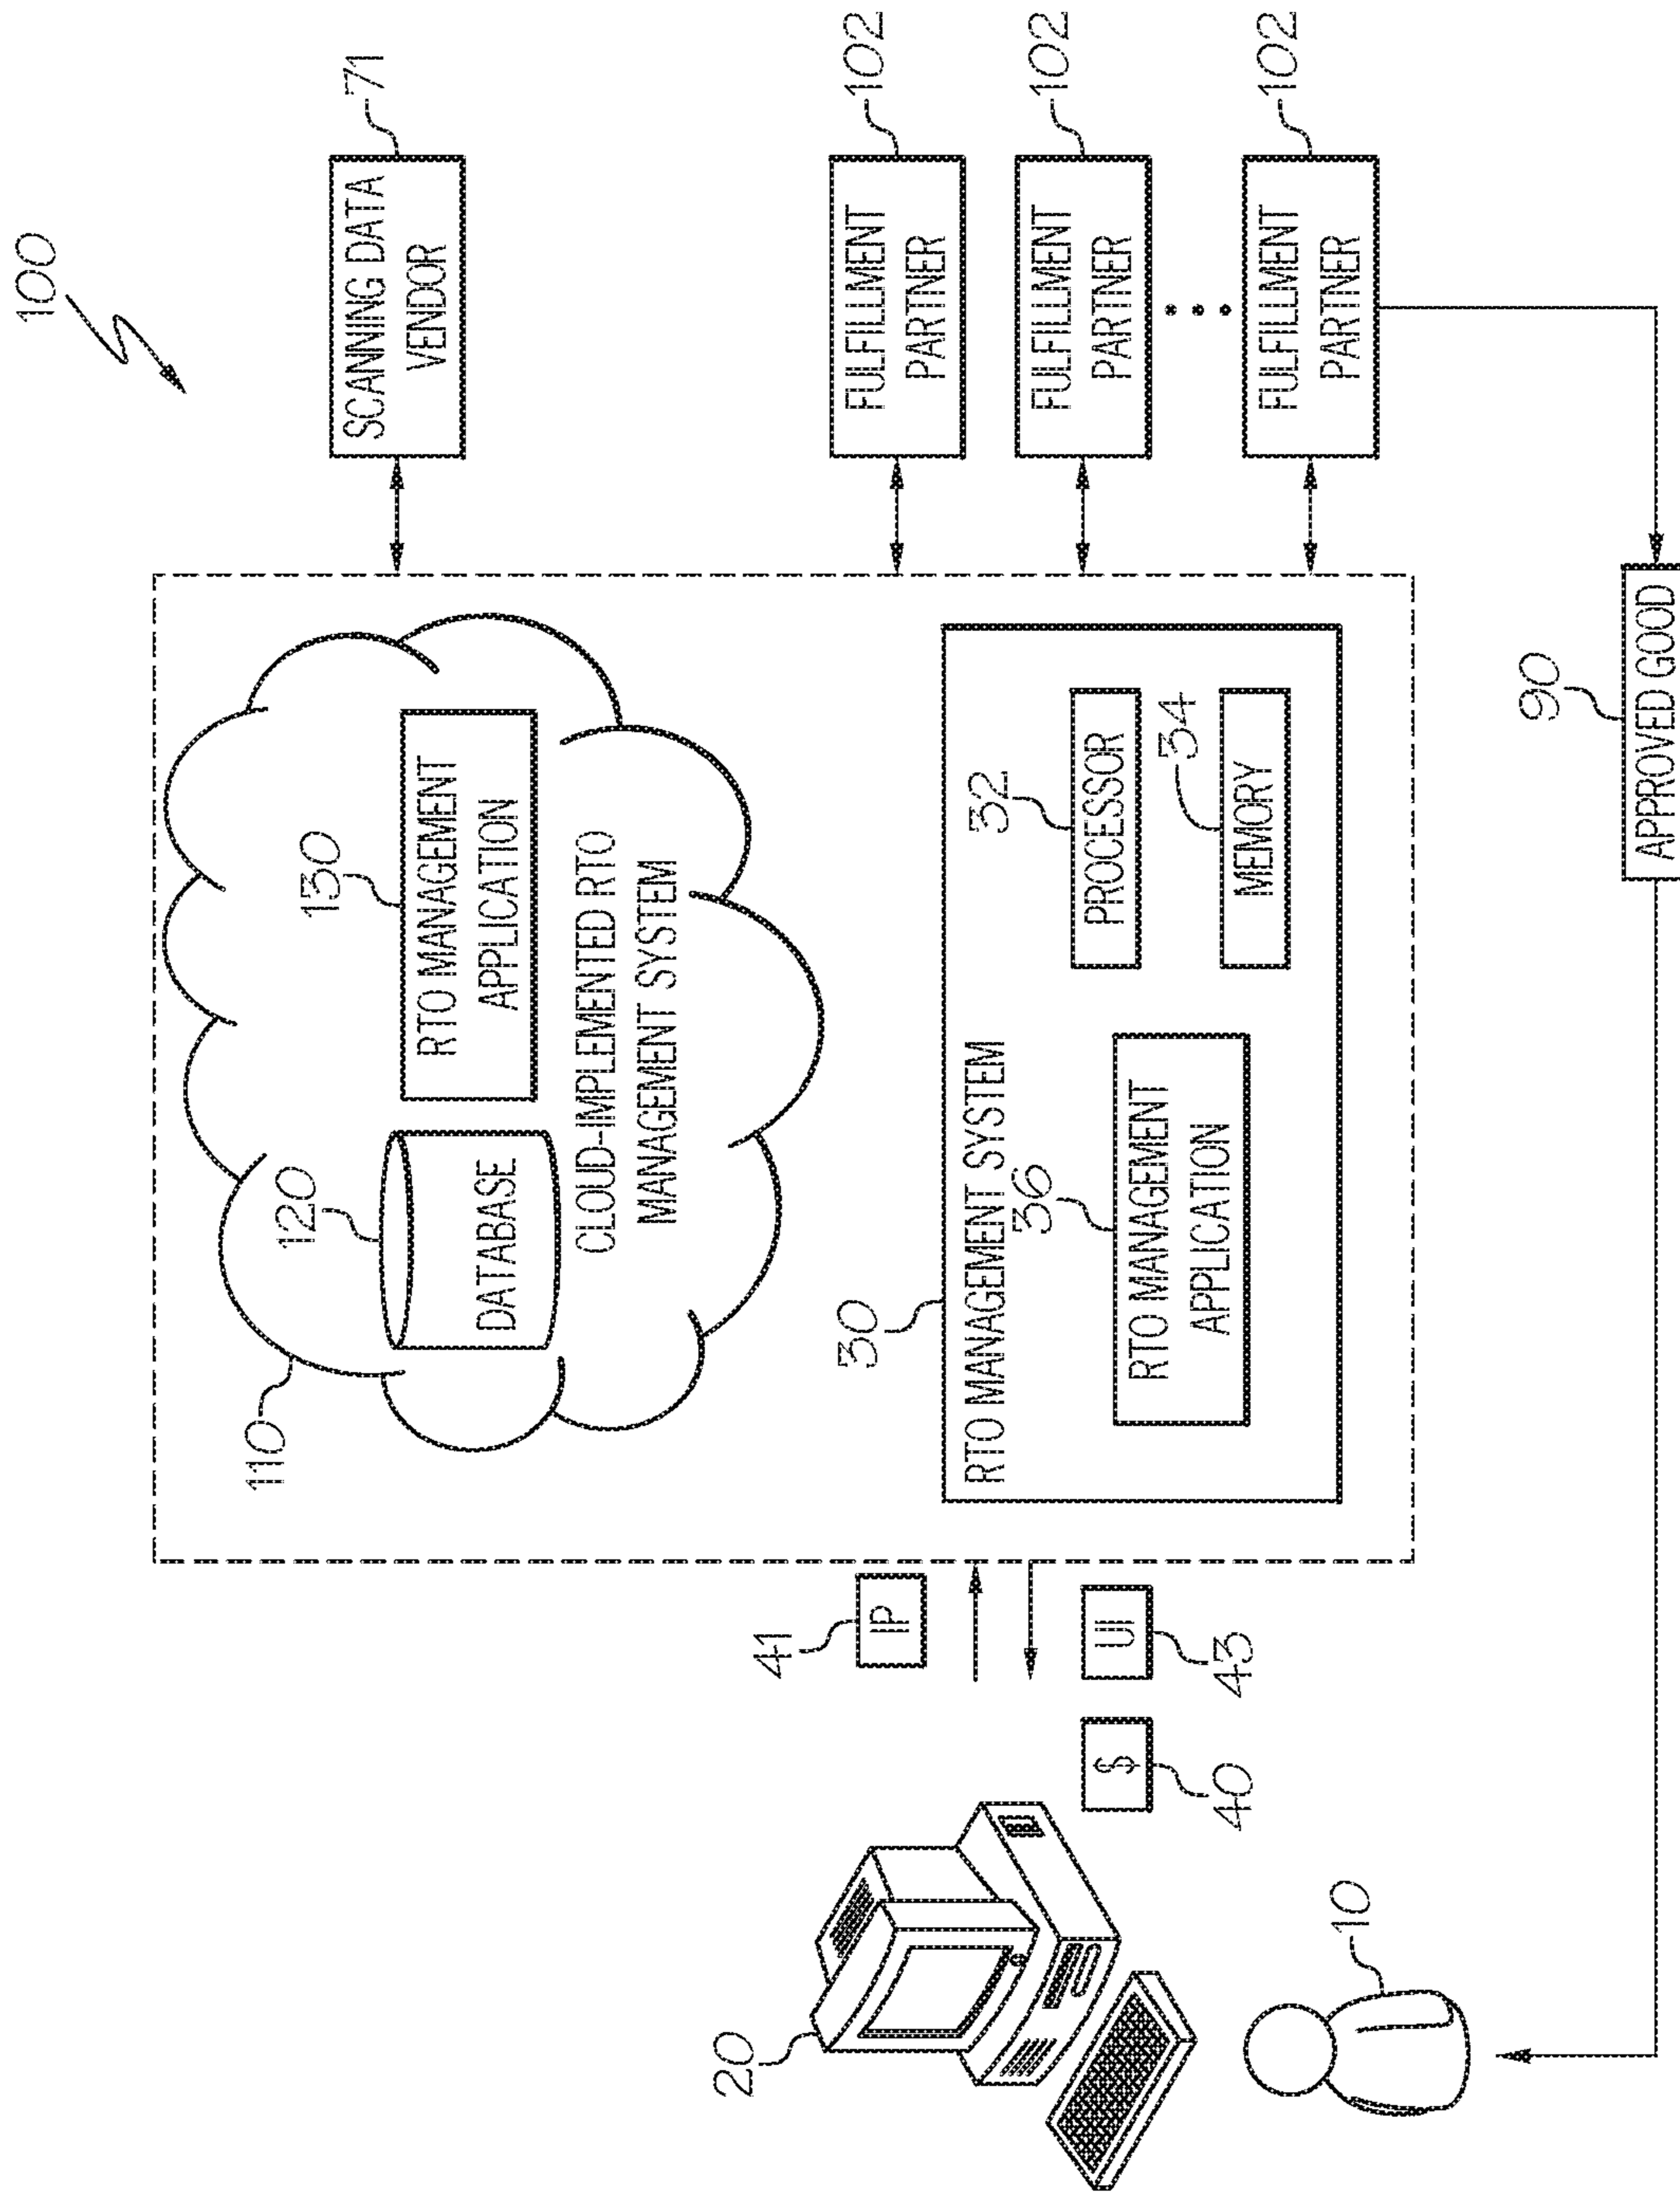 100
110
120
DATABASE
130
RTO MANAGEMENT
APPLICATION
CLOUD-IMPLEMENTED RTO
MANAGEMENT SYSTEM
SCANNING DATA
VENDOR
71
20
41
IP
$
40
UI
43
30
RTO MANAGEMENT SYSTEM
36
RTO MANAGEMENT
APPLICATION
32
PROCESSOR
34
MEMORY
FULFILLMENT
PARTNER
102
FULFILLMENT
PARTNER
102
FULFILLMENT
PARTNER
102
10
90
APPROVED GOOD